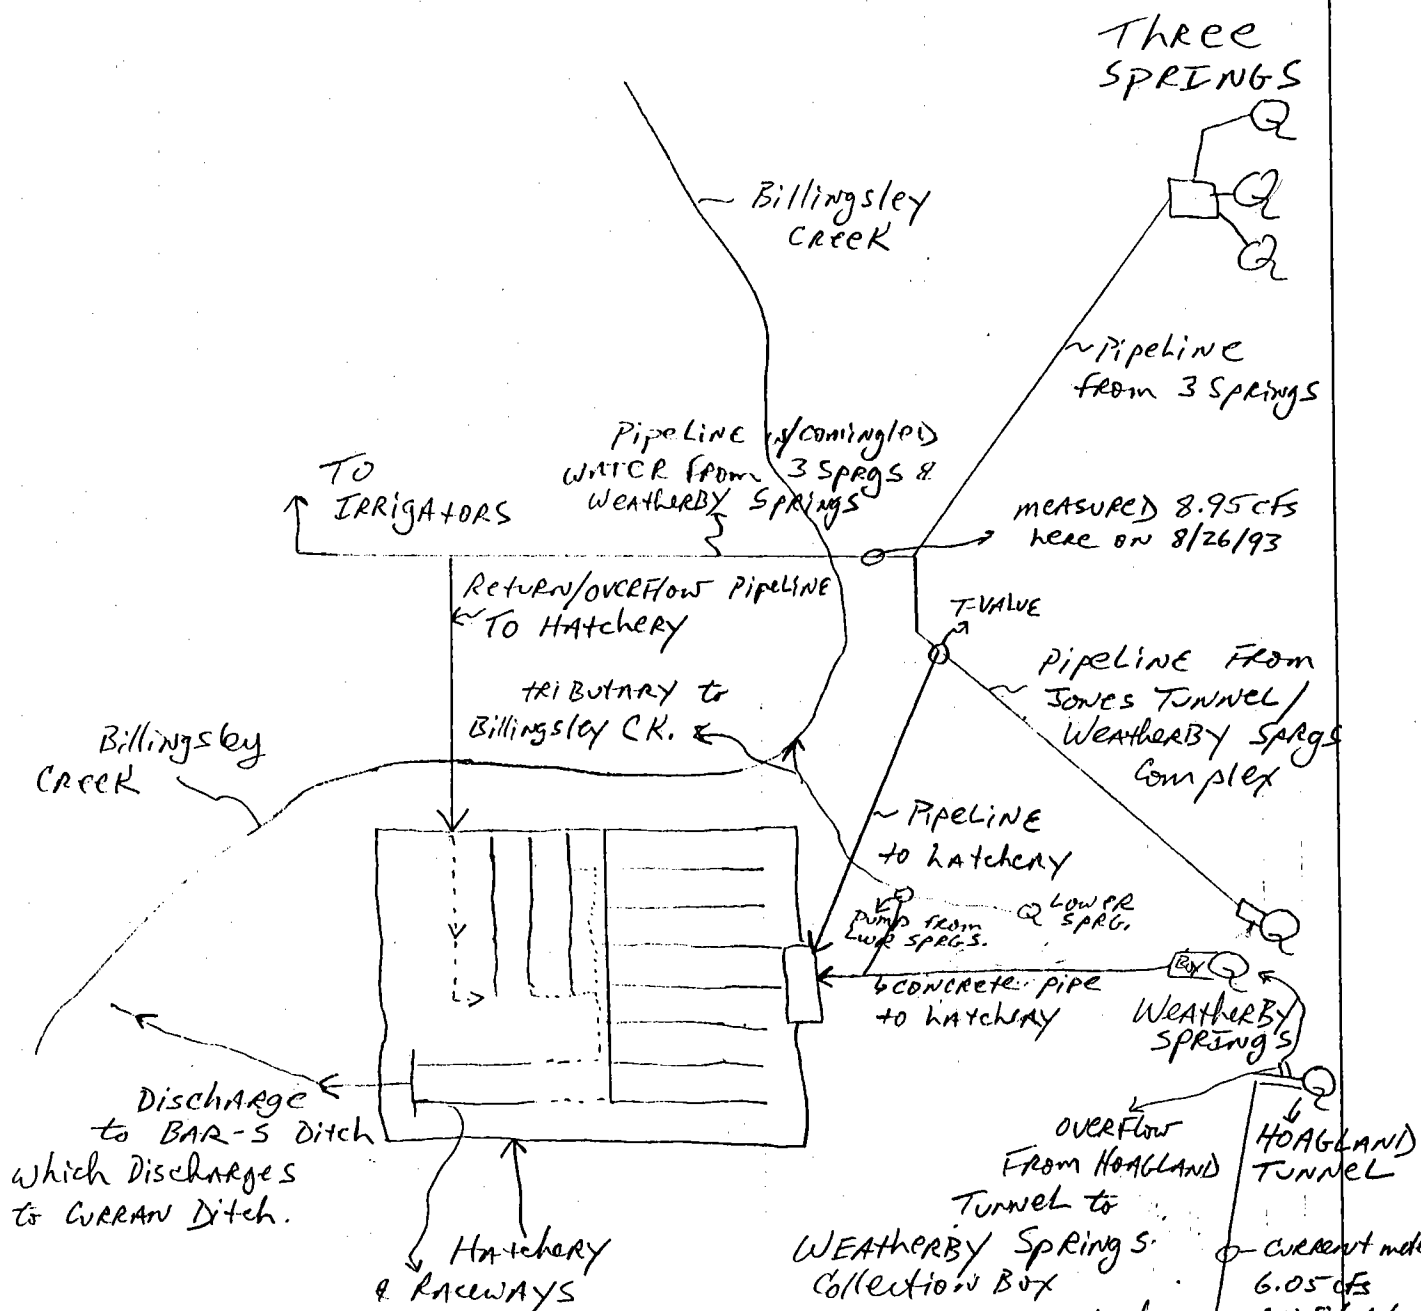 Three
SPRINGS
Billingsley
Creek
Pipeline
from 3 Springs
Pipeline w/comingled
water from 3 Sprgs &
Weatherby Springs
TO
IRRIGATORS
MEASURED 8.95 cfs
here on 8/26/93
Return/overflow Pipeline
To Hatchery
T-VALUE
Pipeline From
Jones Tunnel/
Weatherby Sprgs
Complex
tributary to
Billingsley CK.
Billingsley
Creek
Pipeline
to hatchery
Lower
Sprg.
Pump from
Lwr Sprgs.
Box
Concrete pipe
to hatchery
Weatherby
Springs
Discharge
to BAR-S Ditch
which Discharges
to Curran Ditch.
overflow
From Hoagland
Tunnel to
Weatherby Springs
Collection Box
HOAGLAND
TUNNEL
Hatchery
& Raceways
Current
6.05 cfs